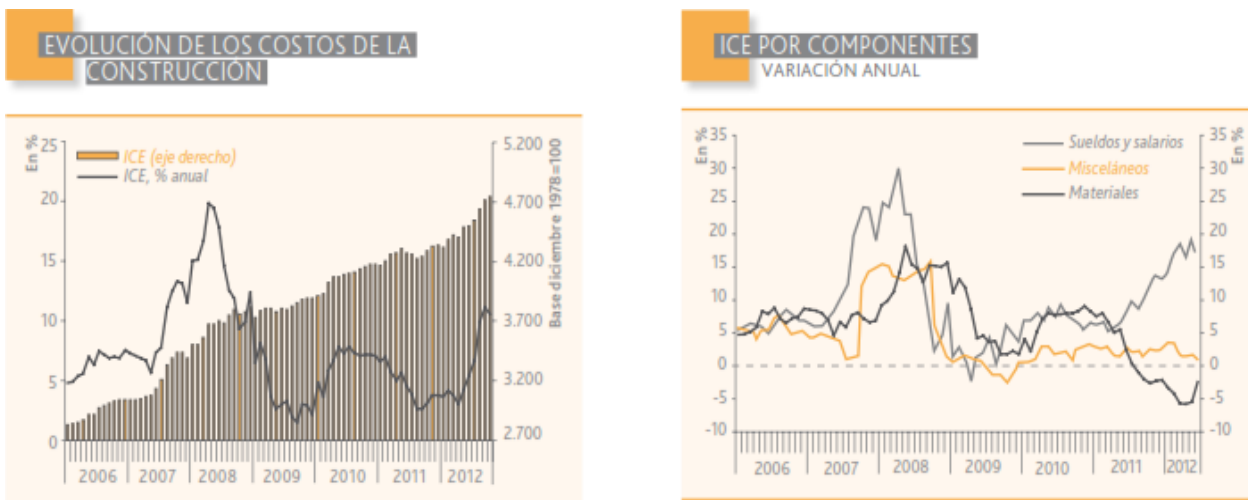 EVOLUCIÓN DE LOS COSTOS DE LA
CONSTRUCCIÓN
En %
25
20
15
10
5
0
ICE (eje derecho)
ICE, % anual
5.200
4.700
4.200
3.700
3.200
2.700
Base diciembre 1978=100
2006 2007 2008 2009 2010 2011 2012
ICE POR COMPONENTES
VARIACIÓN ANUAL
En %
35
30
25
20
15
10
5
0
-5
-10
Sueldos y salarios
Misceláneos
Materiales
35
30
25
20
15
10
5
0
-5
-10
En %
2006 2007 2008 2009 2010 2011 2012